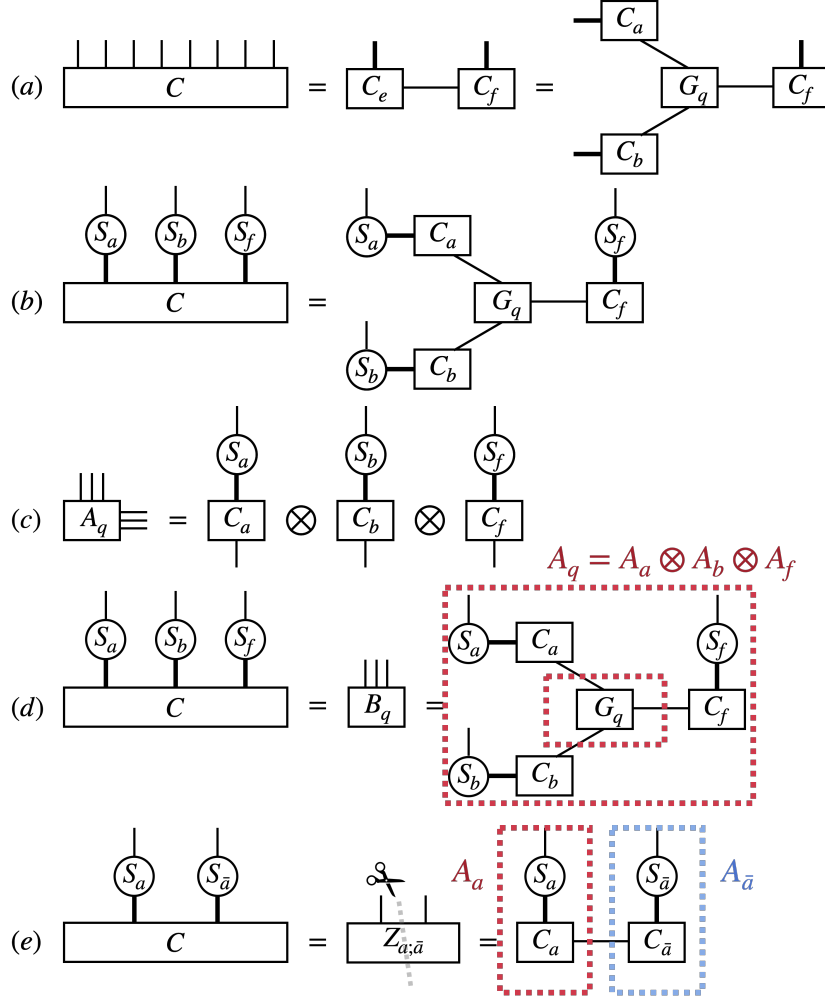 (a) C = C_e C_f = C_a G_q C_f C_b
(b) S_a S_b S_f C = S_a C_a G_q S_f C_f S_b C_b
(c) A_q = S_a C_a ⊗ S_b C_b ⊗ S_f C_f
A_q = A_a ⊗ A_b ⊗ A_f
(d) S_a S_b S_f C = B_q = S_a C_a G_q S_f C_f S_b C_b
(e) S_a S_ā C = Z_{a;ā} = A_a S_a C_a S_ā C_ā A_ā